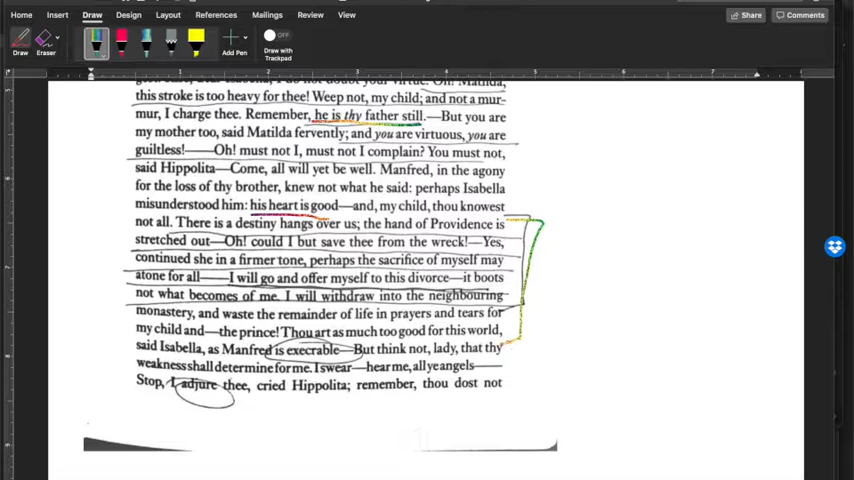 Home Insert Draw Design Layout References Mailings Review View Share Comments
Draw Eraser Add Pen OFF Draw with Trackpad
1 2 3 4 5 6 7
this stroke is too heavy for thee! Weep not, my child; and not a mur-
mur, I charge thee. Remember, he is thy father still.—But you are
my mother too, said Matilda fervently; and you are virtuous, you are
guiltless!——Oh! must not I, must not I complain? You must not,
said Hippolita—Come, all will yet be well. Manfred, in the agony
for the loss of thy brother, knew not what he said: perhaps Isabella
misunderstood him: his heart is good—and, my child, thou knowest
not all. There is a destiny hangs over us; the hand of Providence is
stretched out—Oh! could I but save thee from the wreck!—Yes,
continued she in a firmer tone, perhaps the sacrifice of myself may
atone for all——I will go and offer myself to this divorce—it boots
not what becomes of me. I will withdraw into the neighbouring
monastery, and waste the remainder of life in prayers and tears for
my child and—the prince! Thou art as much too good for this world,
said Isabella, as Manfred is execrable—But think not, lady, that thy
weakness shall determine for me. I swear—hear me, all ye angels——
Stop, I adjure thee, cried Hippolita; remember, thou dost not